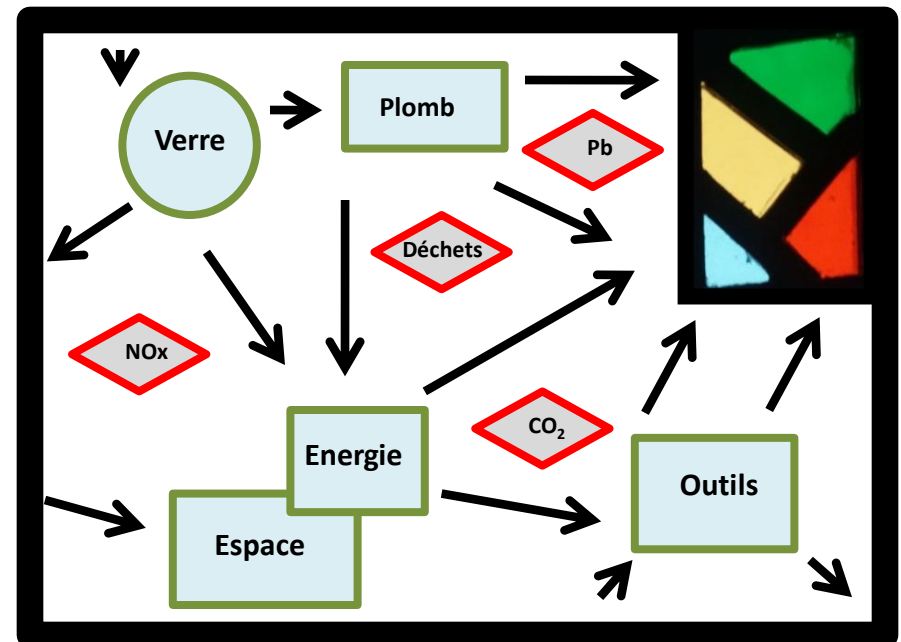 Verre
Plomb
Pb
Déchets
NOx
CO₂
Energie
Outils
Espace